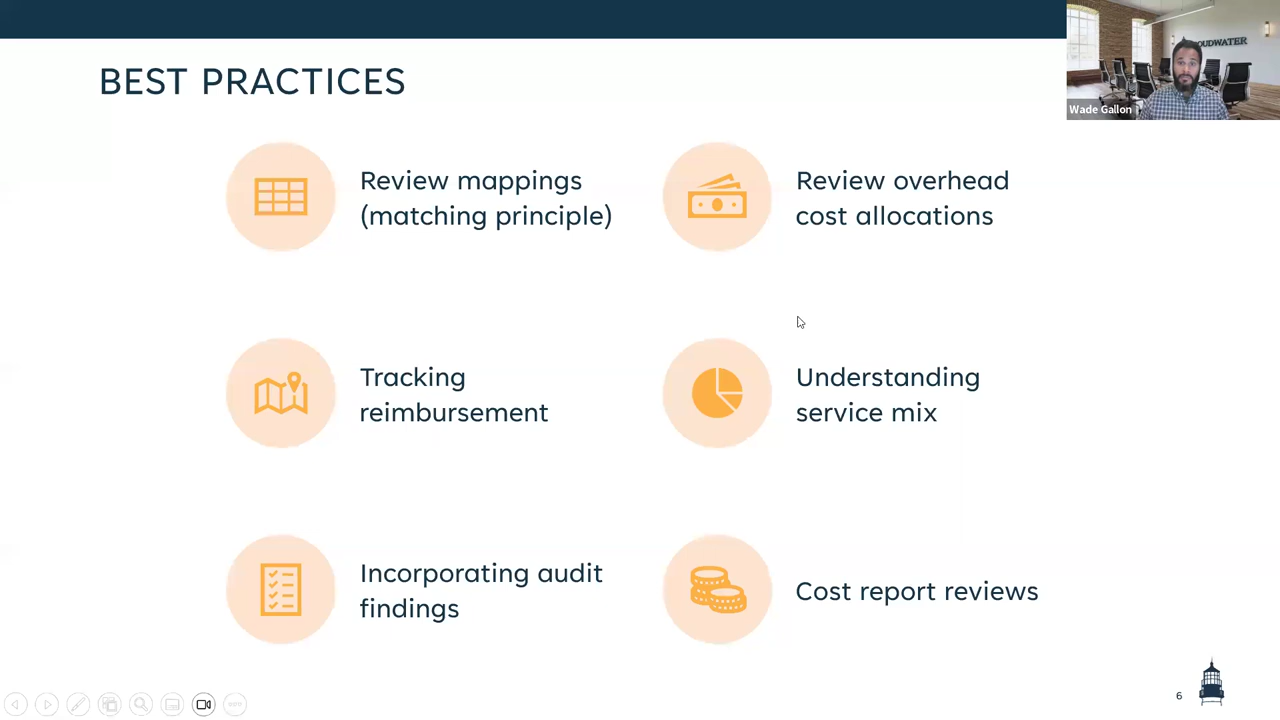 BEST PRACTICES
Wade Gallon
Review mappings
(matching principle)
Review overhead
cost allocations
Tracking
reimbursement
Understanding
service mix
Incorporating audit
findings
Cost report reviews
6